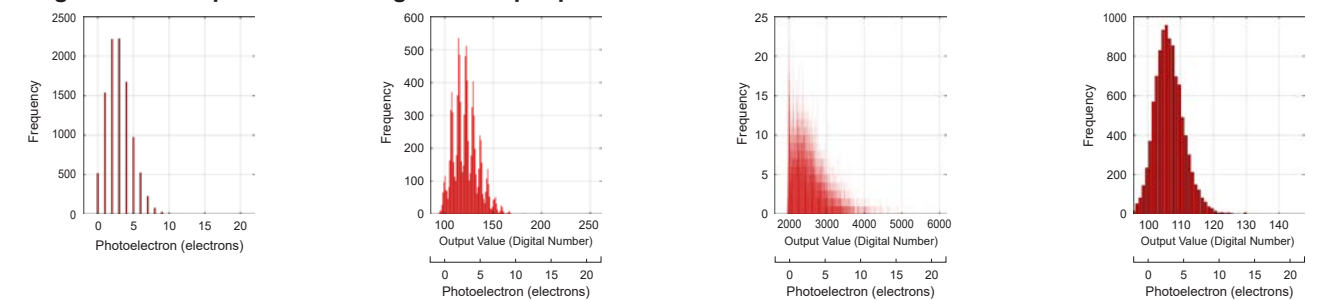 2500
2000
1500
1000
500
0
Frequency
0 5 10 15 20
Photoelectron (electrons)
600
500
400
300
200
100
0
Frequency
100 150 200 250
Output Value (Digital Number)
0 5 10 15 20
Photoelectron (electrons)
25
20
15
10
5
0
Frequency
2000 3000 4000 5000 6000
Output Value (Digital Number)
0 5 10 15 20
Photoelectron (electrons)
1000
800
600
400
200
0
Frequency
100 110 120 130 140
Output Value (Digital Number)
0 5 10 15 20
Photoelectron (electrons)